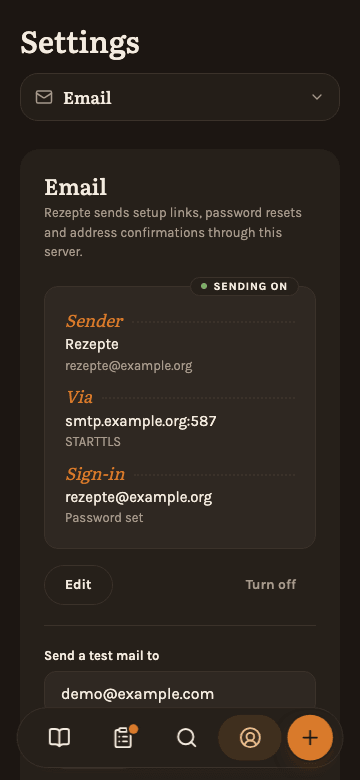 Settings
Email
Email
Rezepte sends setup links, password resets
and address confirmations through this
server.
SENDING ON
Sender
Rezepte
rezepte@example.org
Via
smtp.example.org:587
STARTTLS
Sign-in
rezepte@example.org
Password set
Edit
Turn off
Send a test mail to
demo@example.com